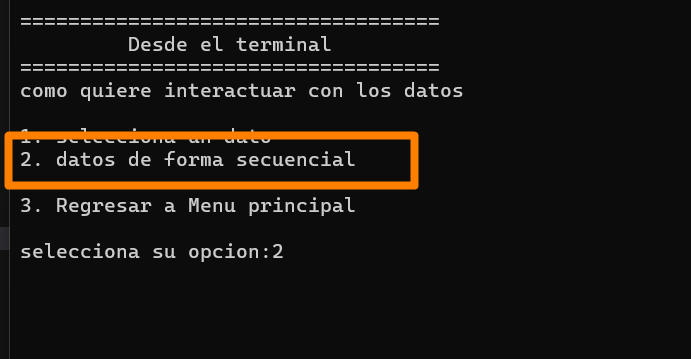 ===================================
Desde el terminal
===================================
como quiere interactuar con los datos
1. selecciona un dato
2. datos de forma secuencial
3. Regresar a Menu principal
selecciona su opcion:2